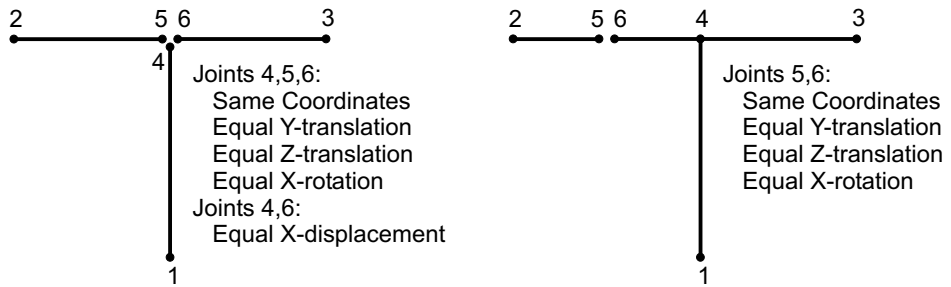 2 5 6 3
4
Joints 4,5,6:
Same Coordinates
Equal Y-translation
Equal Z-translation
Equal X-rotation
Joints 4,6:
Equal X-displacement
1
2 5 6 4 3
Joints 5,6:
Same Coordinates
Equal Y-translation
Equal Z-translation
Equal X-rotation
1